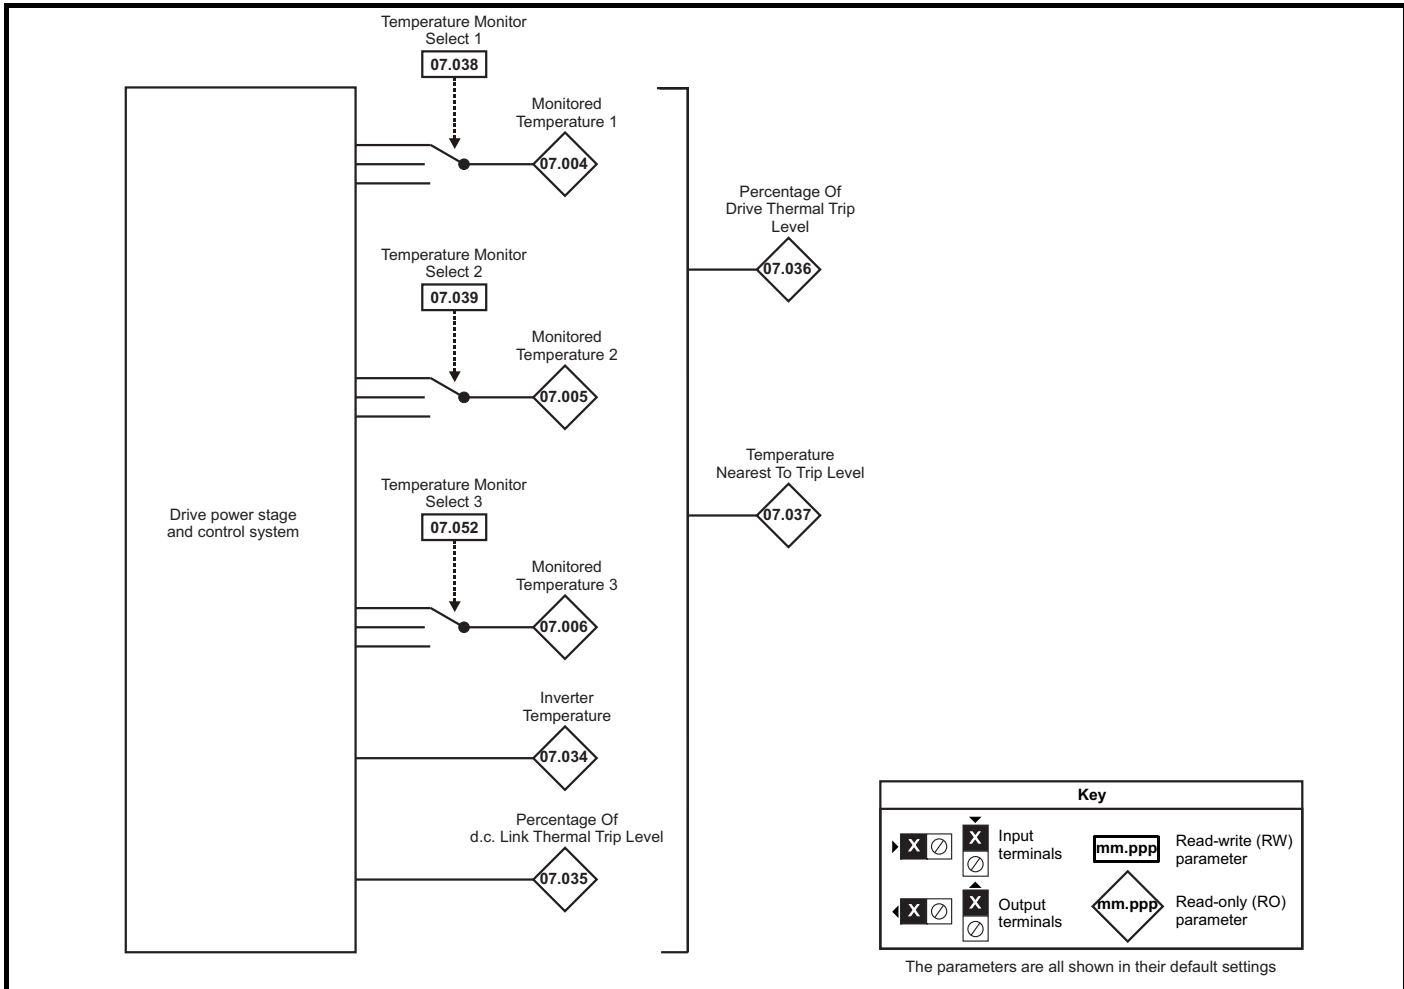 Temperature Monitor
Select 1
07.038
Monitored
Temperature 1
07.004
Percentage Of
Drive Thermal Trip
Level
07.036
Temperature Monitor
Select 2
07.039
Monitored
Temperature 2
07.005
Temperature
Nearest To Trip Level
07.037
Temperature Monitor
Select 3
07.052
Drive power stage
and control system
Monitored
Temperature 3
07.006
Inverter
Temperature
07.034
Percentage Of
d.c. Link Thermal Trip Level
07.035
Key
X
X
Input
terminals
mm.ppp
Read-write (RW)
parameter
X
X
Output
terminals
mm.ppp
Read-only (RO)
parameter
The parameters are all shown in their default settings